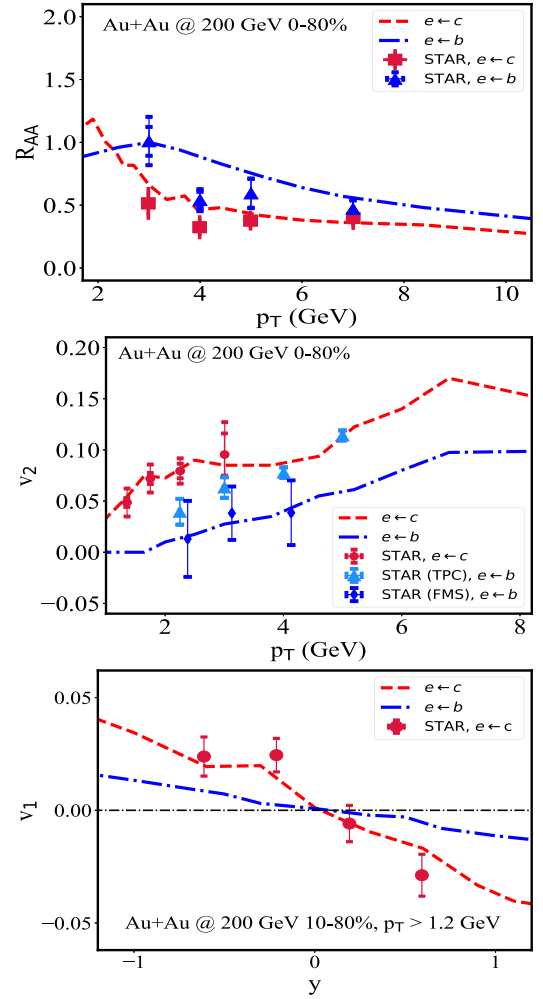 Au+Au @ 200 GeV 0-80%
e←c
e←b
STAR, e←c
STAR, e←b
R_AA
2.0
1.5
1.0
0.5
0.0
2 4 6 8 10
p_T (GeV)
Au+Au @ 200 GeV 0-80%
v_2
0.20
0.15
0.10
0.05
0.00
−0.05
e←c
e←b
STAR, e←c
STAR (TPC), e←b
STAR (FMS), e←b
2 4 6 8
p_T (GeV)
e←c
e←b
STAR, e←c
v_1
0.05
0.00
−0.05
Au+Au @ 200 GeV 10-80%, p_T > 1.2 GeV
−1 0 1
y